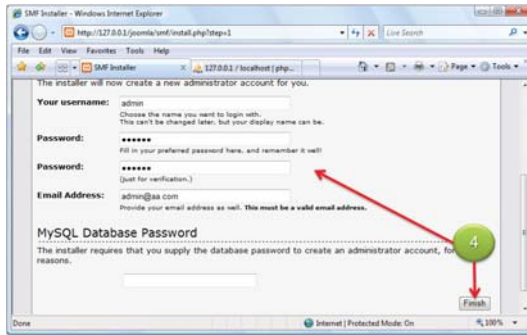 SMF Installer - Windows Internet Explorer
http://127.0.0.1/joomla/smf/install.php?step=1
Live Search
File Edit View Favorites Tools Help
SMF Installer
127.0.0.1 / localhost | php...
Page
Tools
The installer will now create a new administrator account for you.
Your username:
admin
Choose the name you want to login with.
This can't be changed later, but your display name can be.
Password:
••••••
Fill in your preferred password here, and remember it well!
Password:
••••••
(just for verification.)
Email Address:
admin@aa.com
Provide your email address as well. This must be a valid email address.
MySQL Database Password
The installer requires that you supply the database password to create an administrator account, for
reasons.
4
Finish
Done
Internet | Protected Mode: On
100%